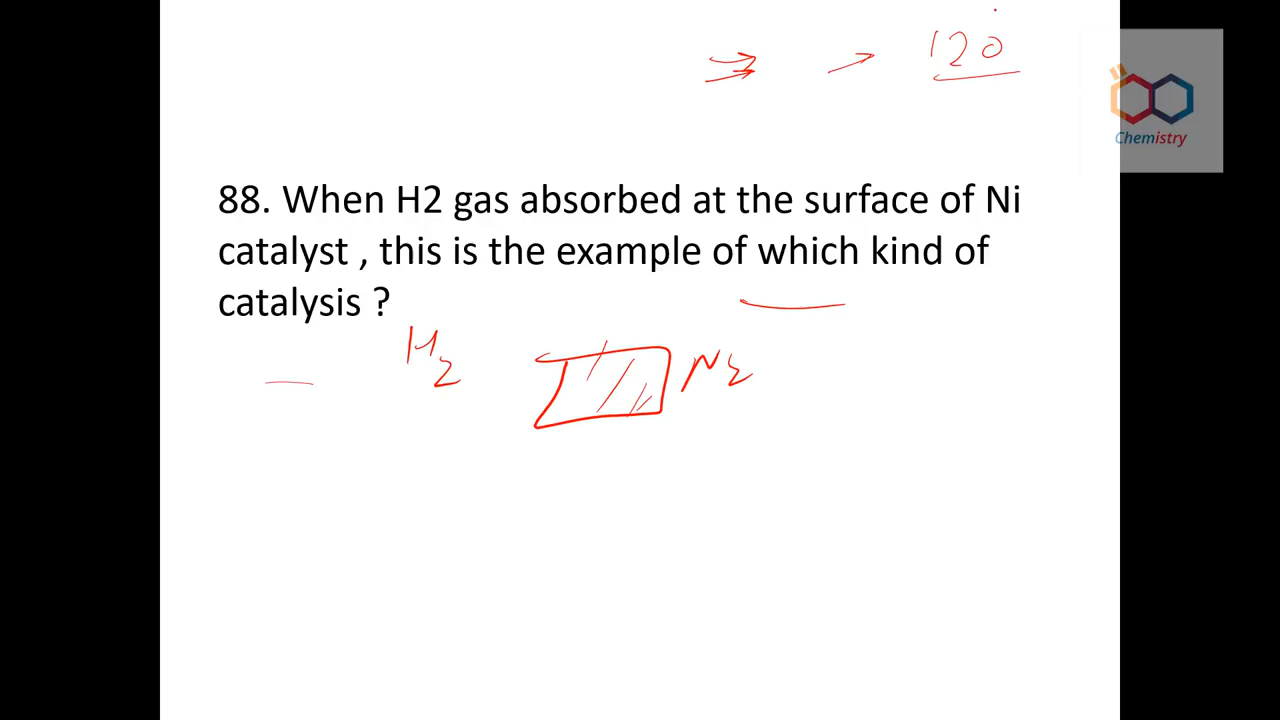 120
Chemistry
88. When H2 gas absorbed at the surface of Ni
catalyst , this is the example of which kind of
catalysis ?
H2